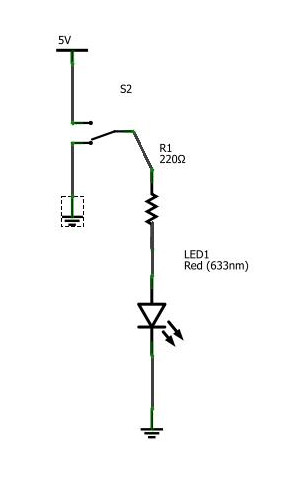 5V
S2
R1
220Ω
LED1
Red (633nm)